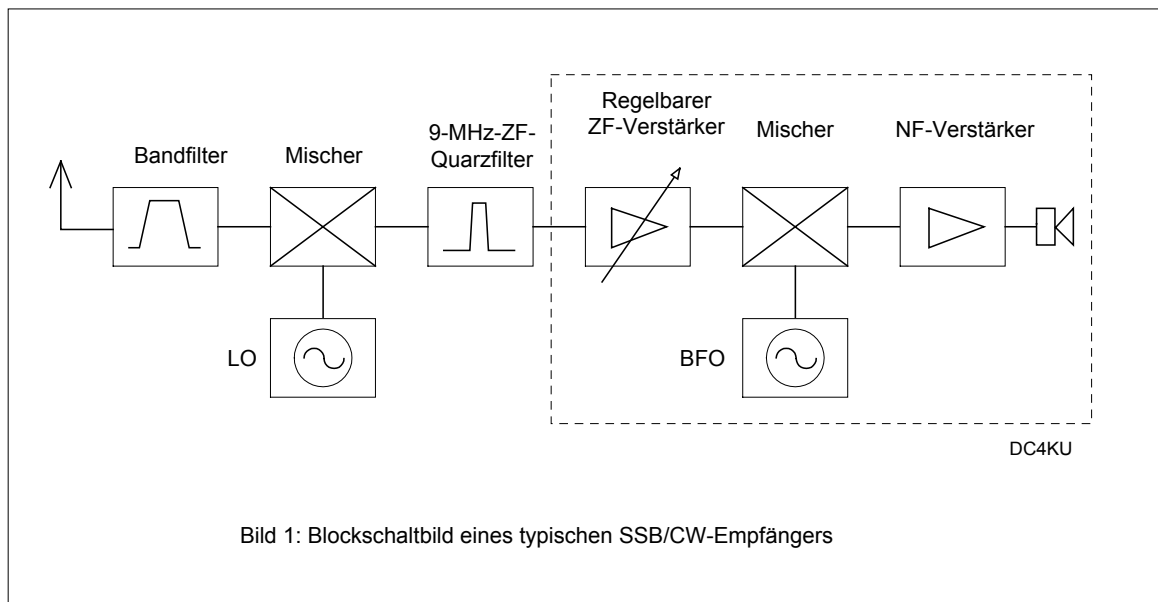 Regelbarer
ZF-Verstärker
Mischer
NF-Verstärker
9-MHz-ZF-
Quarzfilter
Bandfilter
Mischer
LO
BFO
DC4KU
Bild 1: Blockschaltbild eines typischen SSB/CW-Empfängers